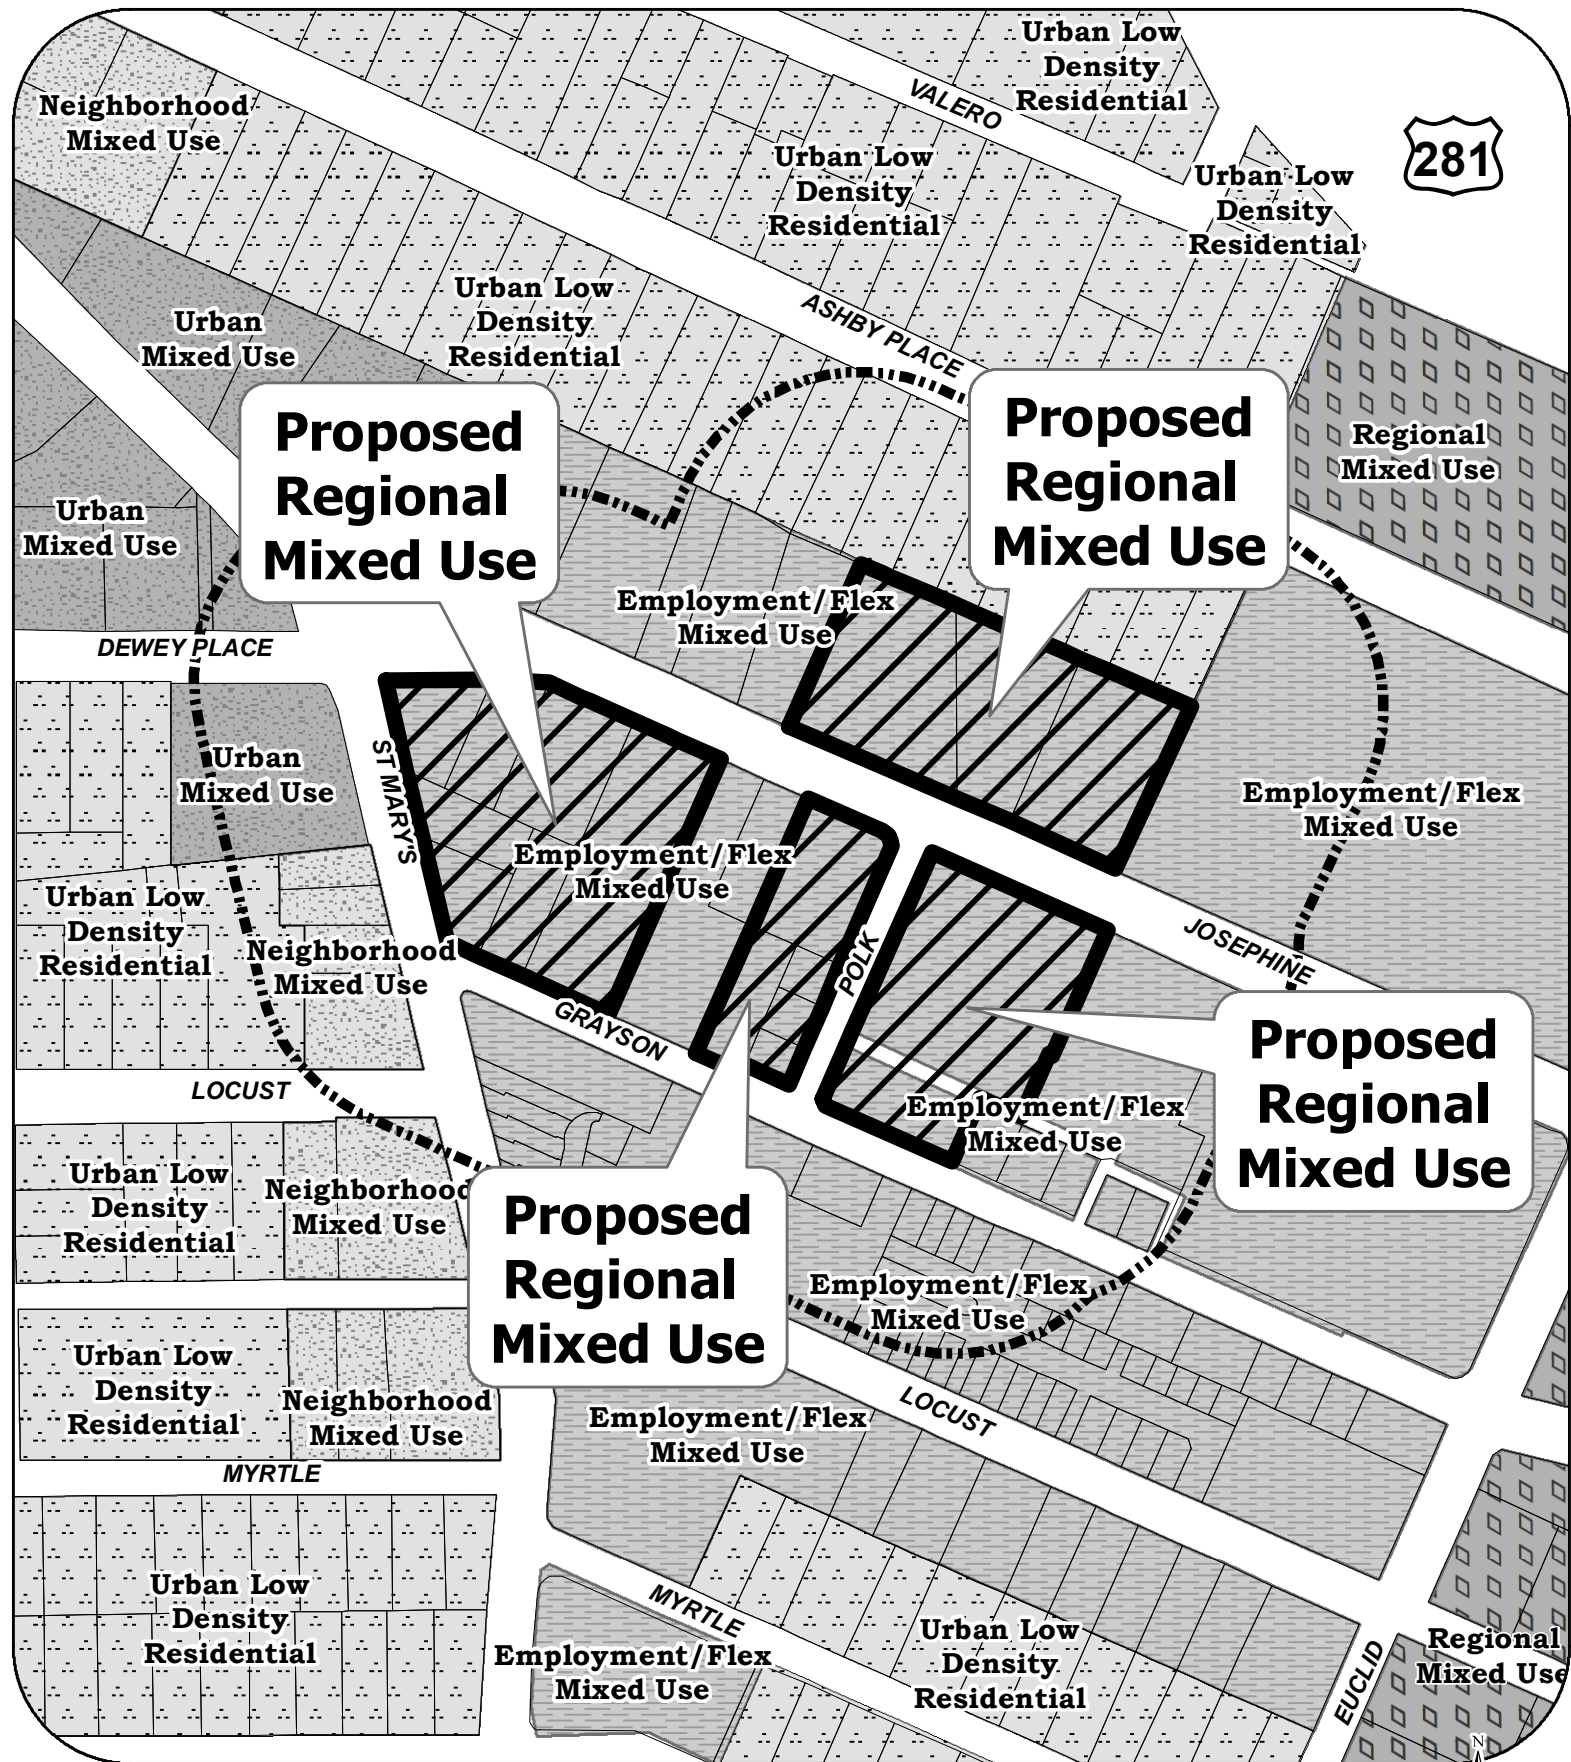 Urban Low
Density
Residential
VALERO
Neighborhood
Mixed Use
281
Urban Low
Density
Residential
Urban Low
Density
Residential
Urban Low
Density
Residential
ASHBY PLACE
Urban
Mixed Use
Proposed
Regional
Mixed Use
Proposed
Regional
Mixed Use
Regional
Mixed Use
Urban
Mixed Use
Employment/Flex
Mixed Use
DEWEY PLACE
Urban
Mixed Use
ST MARY'S
Employment/Flex
Mixed Use
Employment/Flex
Mixed Use
Urban Low
Density
Residential
Neighborhood
Mixed Use
POLK
JOSEPHINE
GRAYSON
Proposed
Regional
Mixed Use
LOCUST
Employment/Flex
Mixed Use
Urban Low
Density
Residential
Neighborhood
Mixed Use
Proposed
Regional
Mixed Use
Employment/Flex
Mixed Use
Urban Low
Density
Residential
Neighborhood
Mixed Use
Employment/Flex
Mixed Use
LOCUST
MYRTLE
Urban Low
Density
Residential
MYRTLE
Employment/Flex
Mixed Use
Urban Low
Density
Residential
EUCLID
Regional
Mixed Use
N